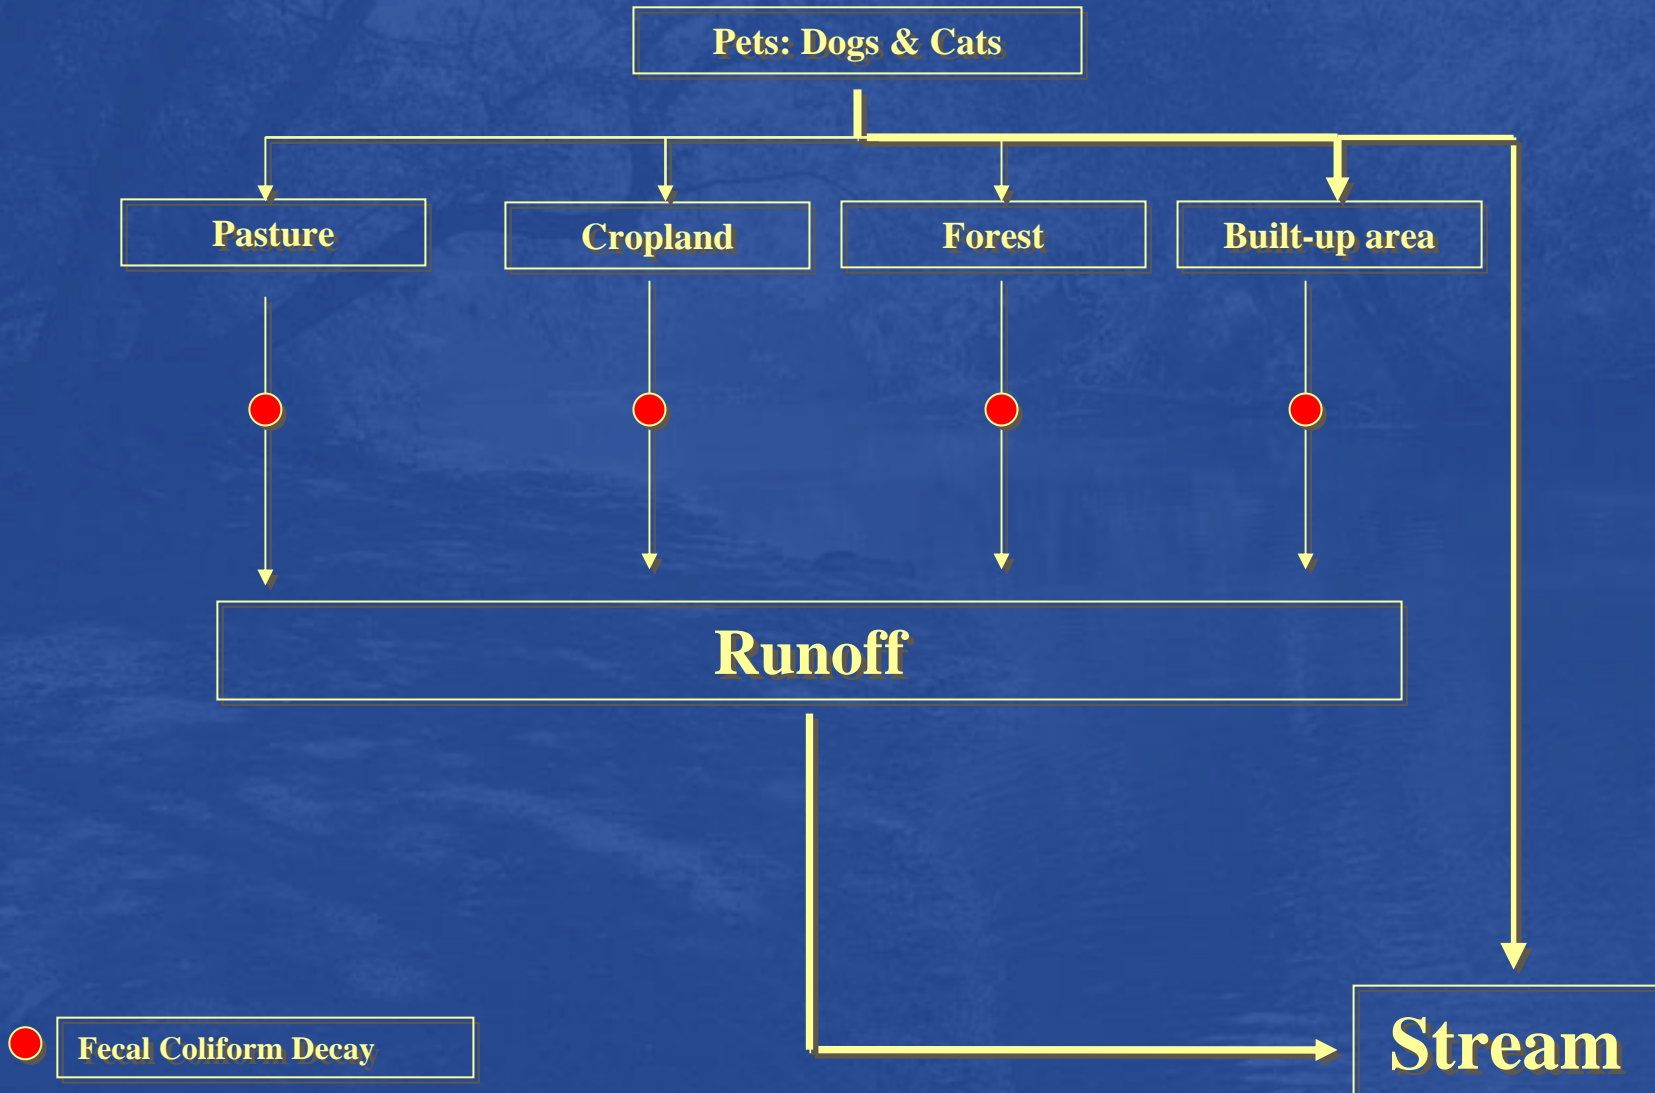 Pets: Dogs & Cats
Pasture
Cropland
Forest
Built-up area
Runoff
Stream
Fecal Coliform Decay